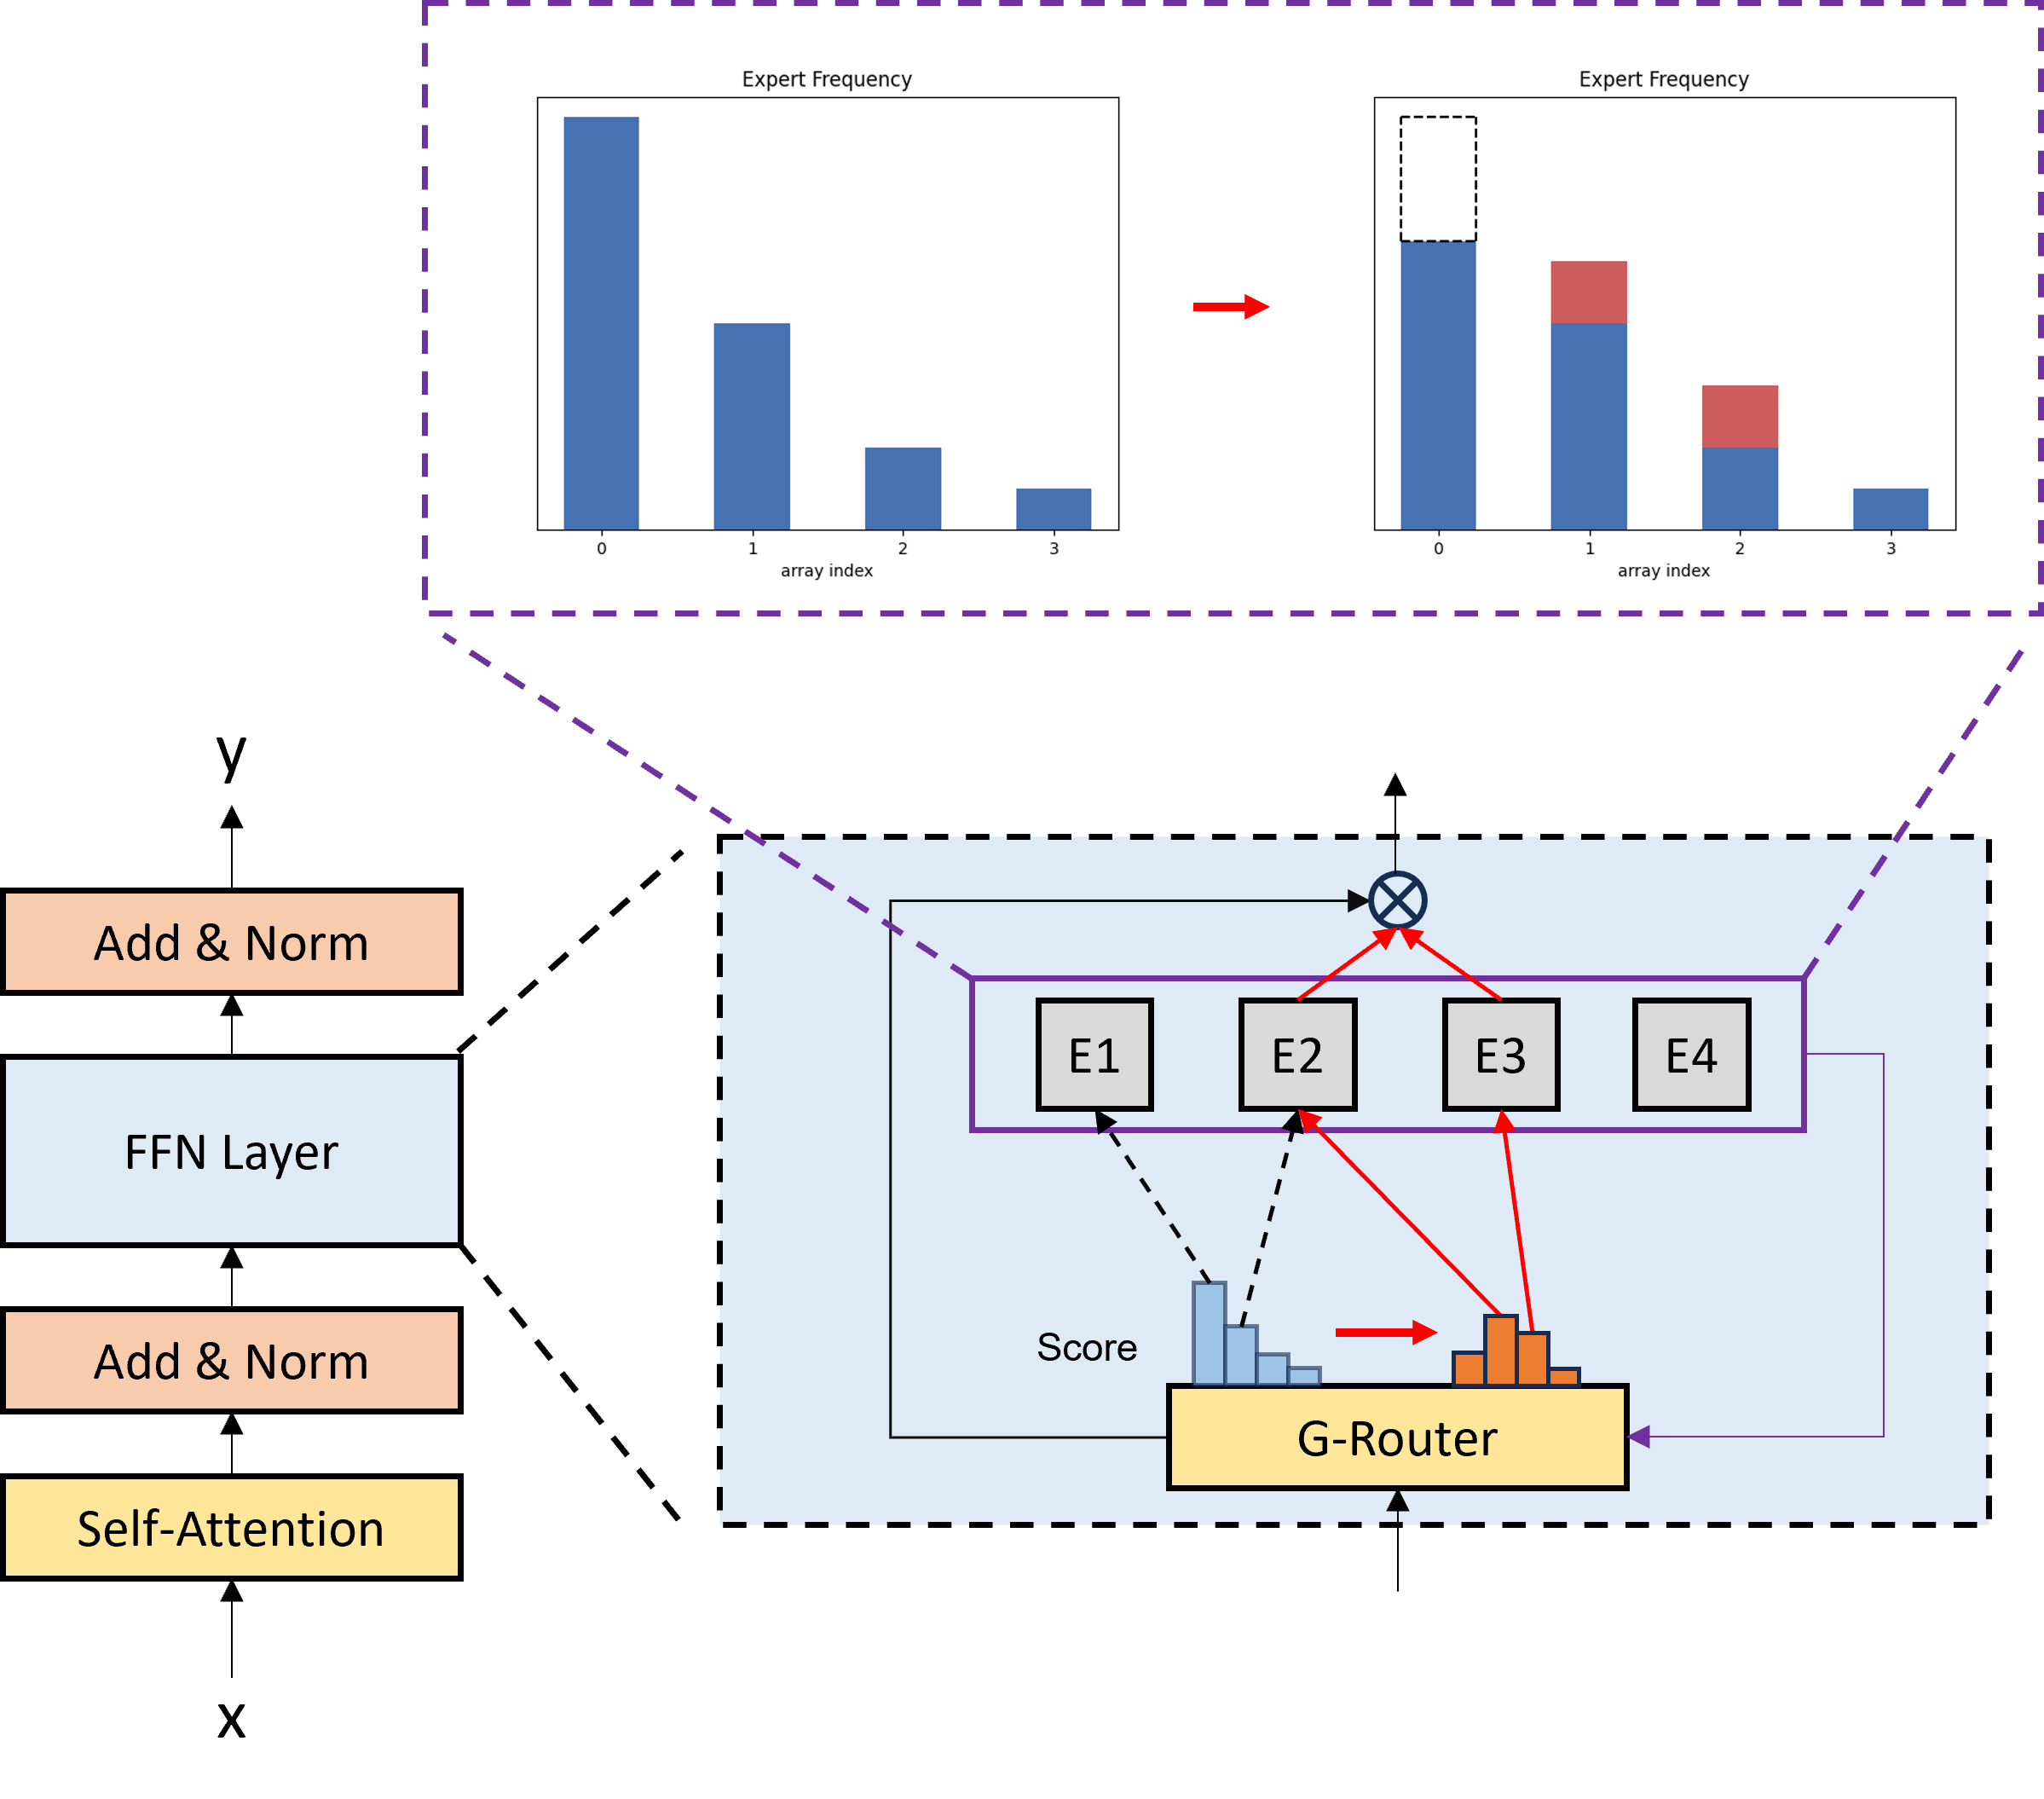 Expert Frequency
0 1 2 3
array index
Expert Frequency
0 1 2 3
array index
y
Add & Norm
FFN Layer
Add & Norm
Self-Attention
x
E1 E2 E3 E4
Score
G-Router